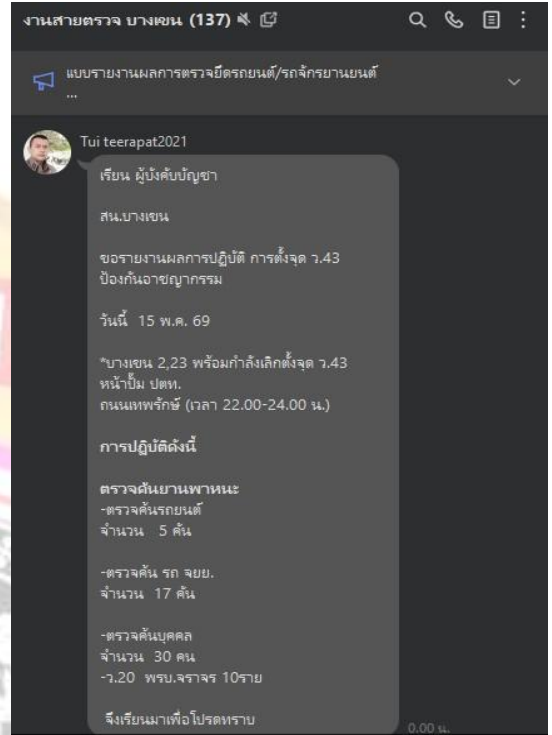 งานสายตรวจ บางเขน (137)
แบบรายงานผลการตรวจยึดรถยนต์/รถจักรยานยนต์
...
Tui teerapat2021
เรียน ผู้บังคับบัญชา
สน.บางเขน
ขอรายงานผลการปฏิบัติ การตั้งจุด ว.43
ป้องกันอาชญากรรม
วันนี้ 15 พ.ค. 69
*บางเขน 2,23 พร้อมกำลังเลิกตั้งจุด ว.43
หน้าปั๊ม ปตท.
ถนนเทพรักษ์ (เวลา 22.00-24.00 น.)
การปฏิบัติดังนี้
ตรวจค้นยานพาหนะ
-ตรวจค้นรถยนต์
จำนวน 5 คัน
-ตรวจค้น รถ จยย.
จำนวน 17 คัน
-ตรวจค้นบุคคล
จำนวน 30 คน
-ว.20 พรบ.จราจร 10ราย
จึงเรียนมาเพื่อโปรดทราบ
0.00 น.